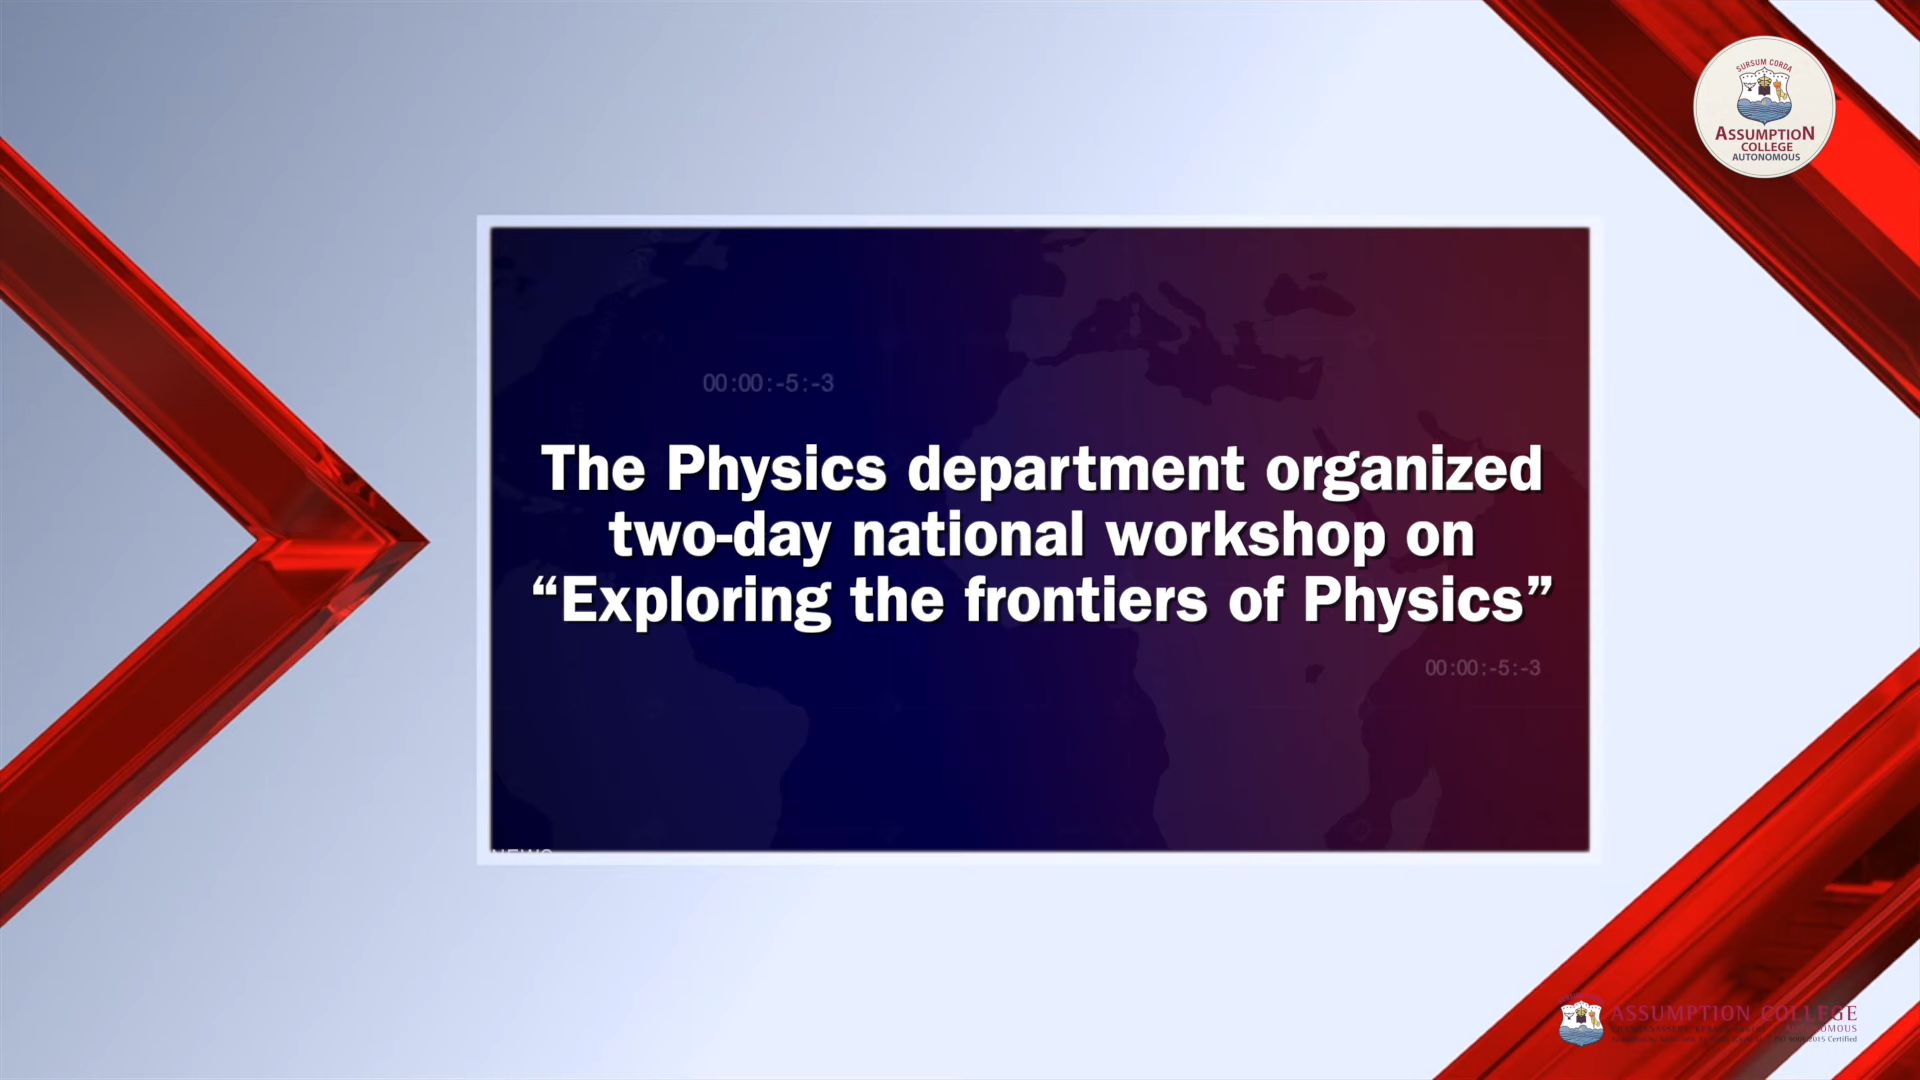 SURSUM CORDA
ASSUMPTION
COLLEGE
AUTONOMOUS
00:00:-5:-3
The Physics department organized
two-day national workshop on
“Exploring the frontiers of Physics”
00:00:-5:-3
NEWS
ASSUMPTION COLLEGE